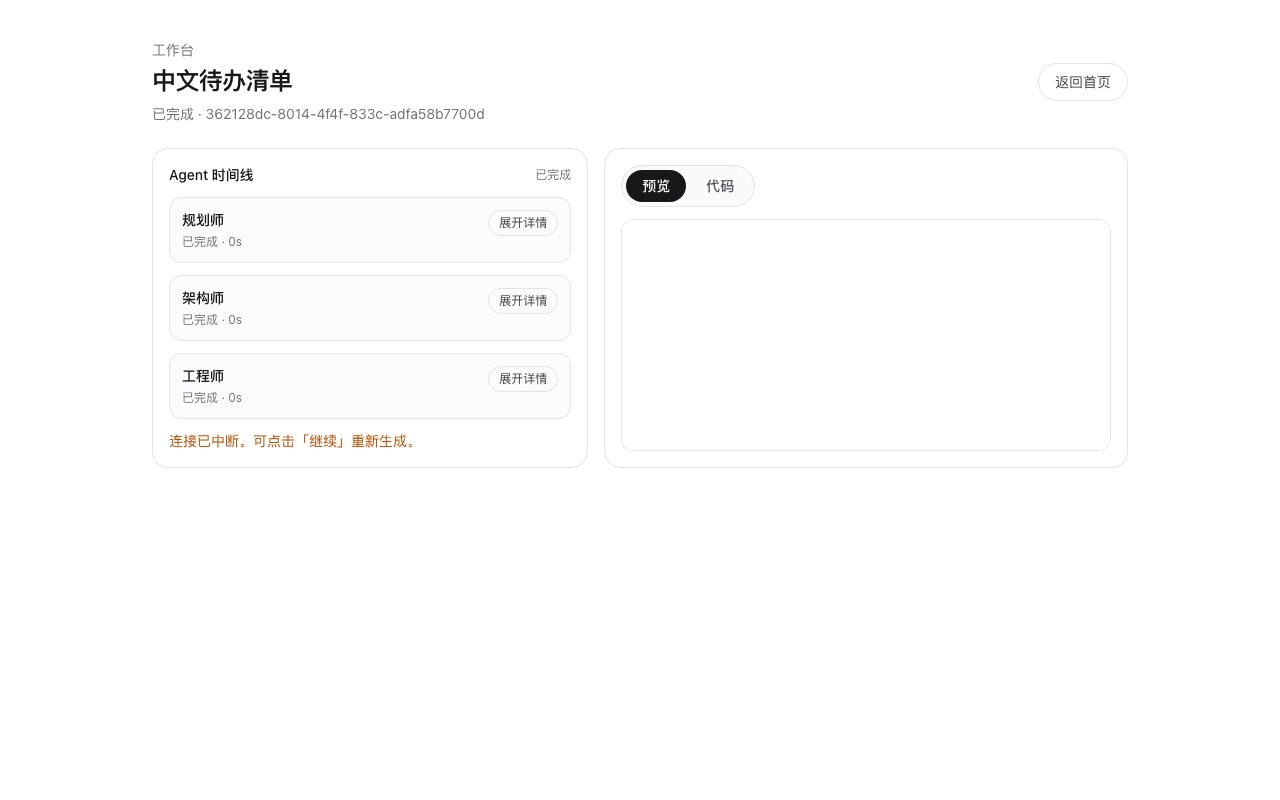 工作台
中文待办清单
已完成 · 362128dc-8014-4f4f-833c-adfa58b7700d
返回首页
Agent 时间线
已完成
规划师
已完成 · 0s
展开详情
架构师
已完成 · 0s
展开详情
工程师
已完成 · 0s
展开详情
连接已中断。可点击「继续」重新生成。
预览
代码